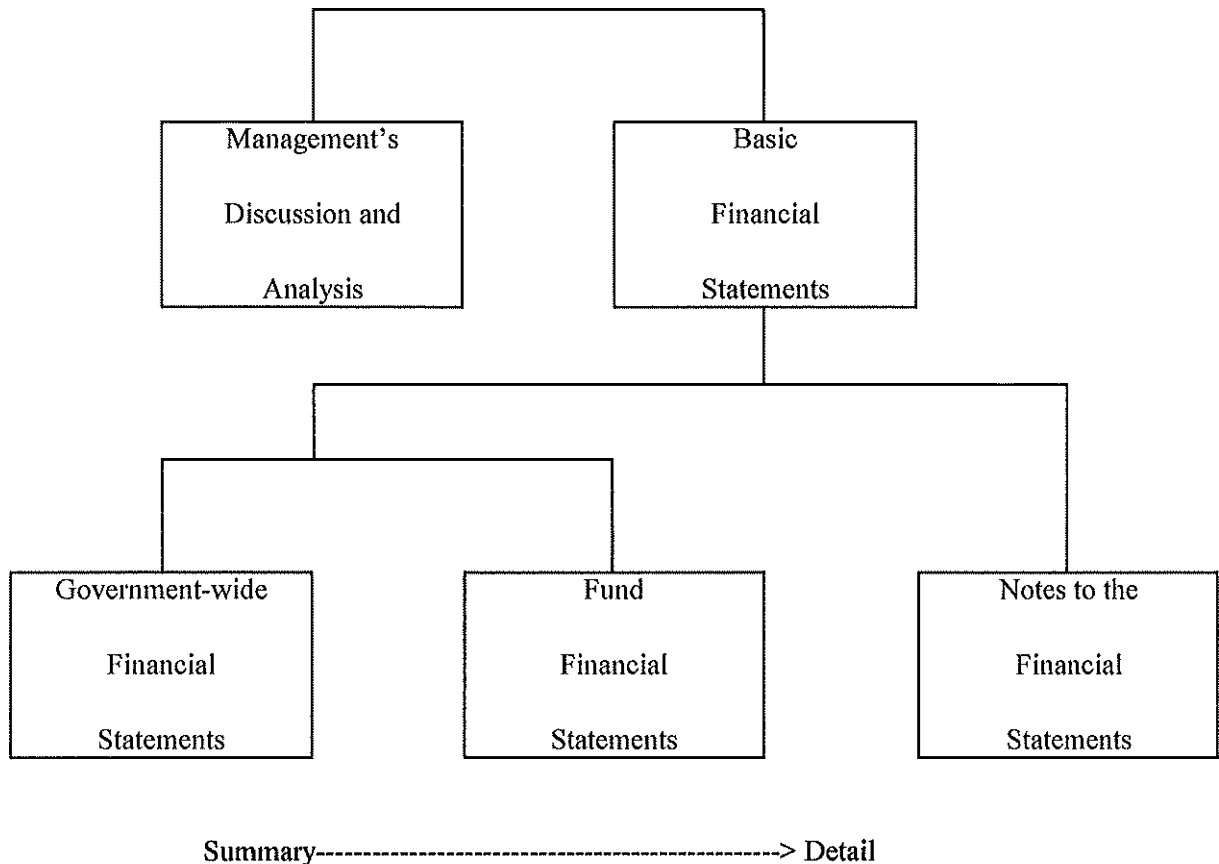 Management's
Discussion and
Analysis
Basic
Financial
Statements
Government-wide
Financial
Statements
Fund
Financial
Statements
Notes to the
Financial
Statements
Summary--------------------------------------------> Detail